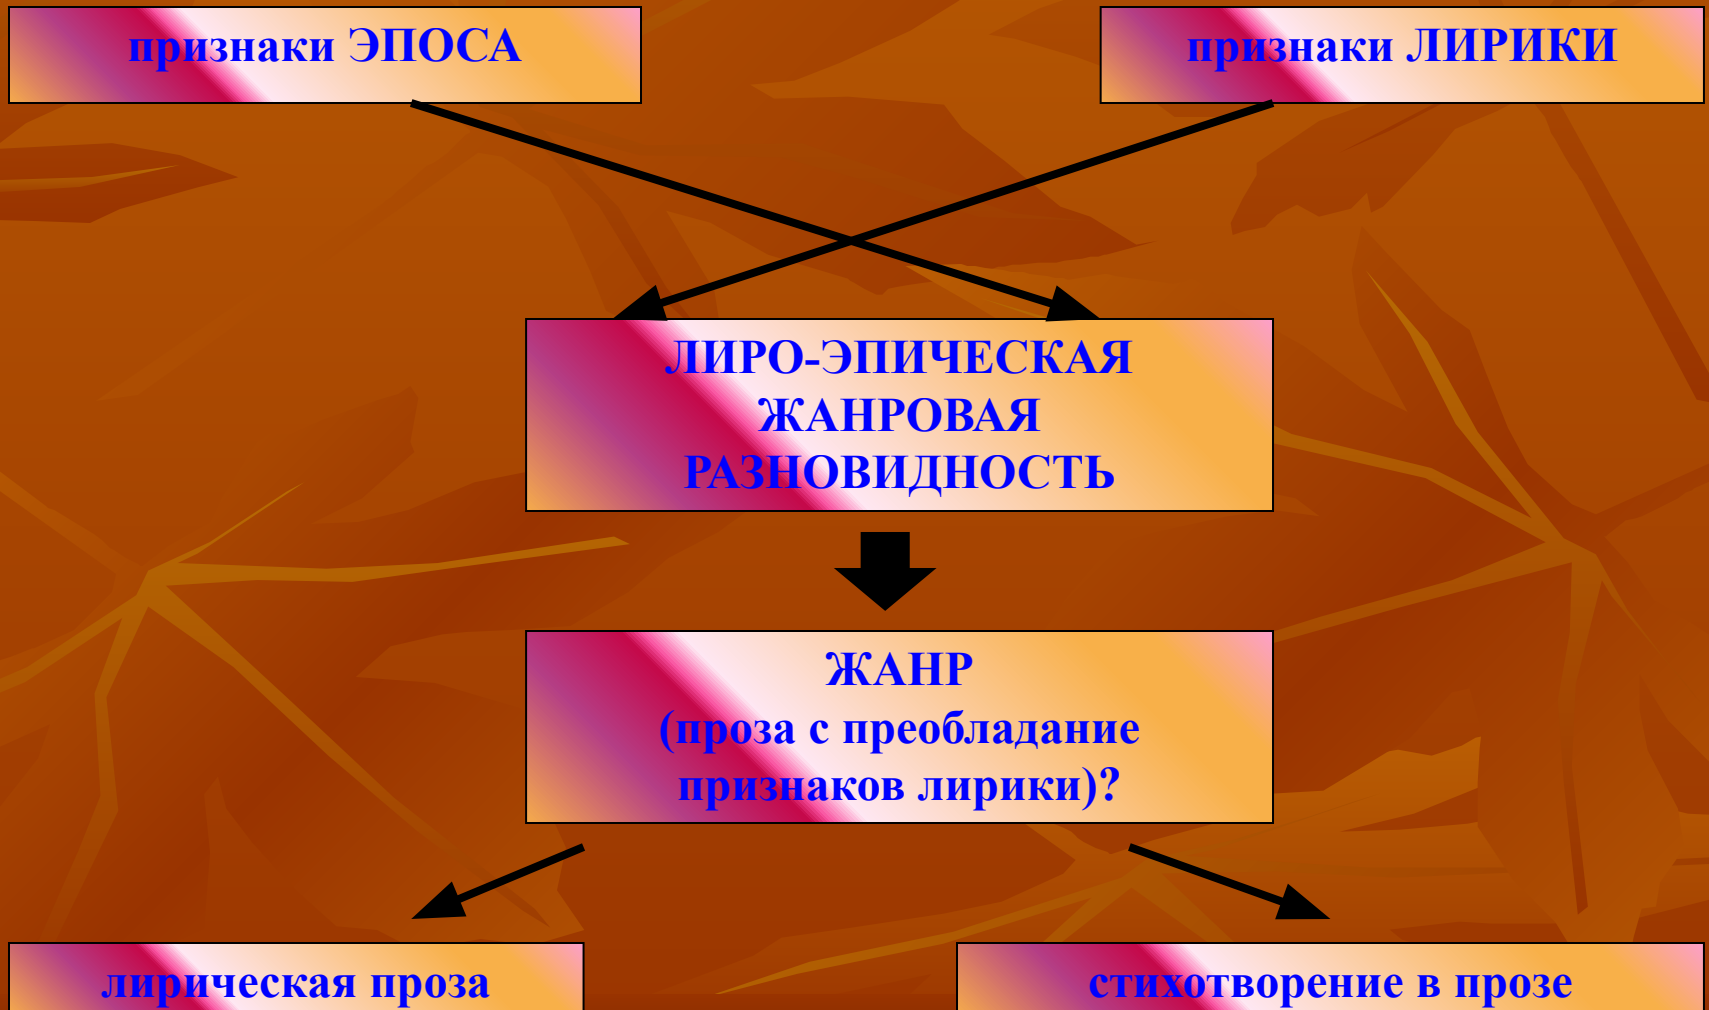 признаки ЭПОСА
признаки ЛИРИКИ
ЛИРО-ЭПИЧЕСКАЯ
ЖАНРОВАЯ
РАЗНОВИДНОСТЬ
ЖАНР
(проза с преобладание
признаков лирики)?
лирическая проза
стихотворение в прозе